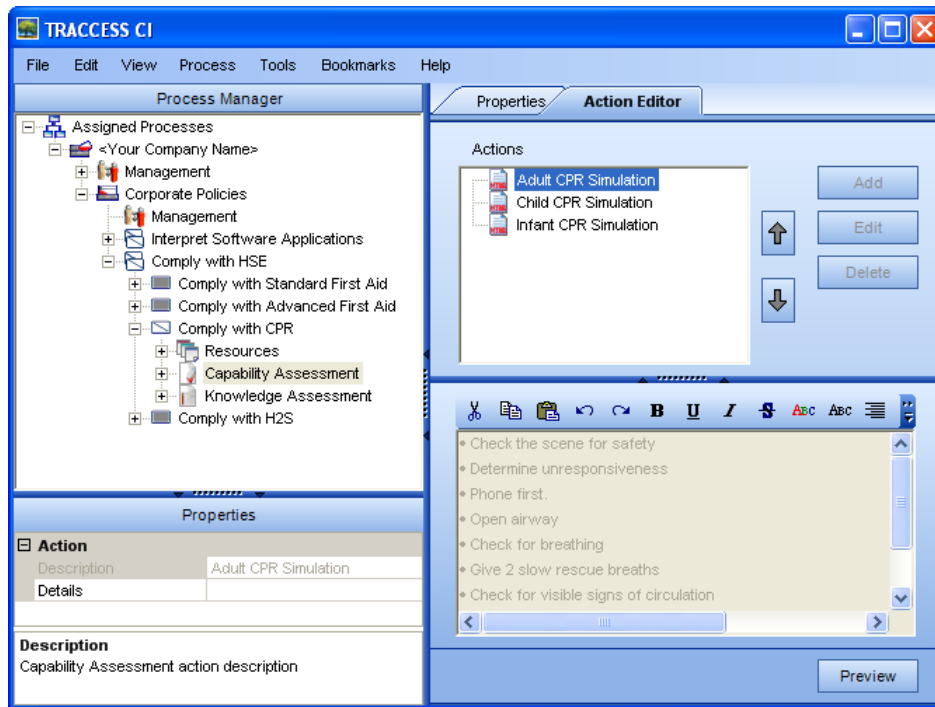 TRACCESS CI
File Edit View Process Tools Bookmarks Help
Process Manager
Assigned Processes
<Your Company Name>
Management
Corporate Policies
Management
Interpret Software Applications
Comply with HSE
Comply with Standard First Aid
Comply with Advanced First Aid
Comply with CPR
Resources
Capability Assessment
Knowledge Assessment
Comply with H2S
Properties
Action
Description Adult CPR Simulation
Details
Description
Capability Assessment action description
Properties Action Editor
Actions
Adult CPR Simulation
Child CPR Simulation
Infant CPR Simulation
Add
Edit
Delete
B U I S ABC ABC
• Check the scene for safety
• Determine unresponsiveness
• Phone first.
• Open airway
• Check for breathing
• Give 2 slow rescue breaths
• Check for visible signs of circulation
Preview